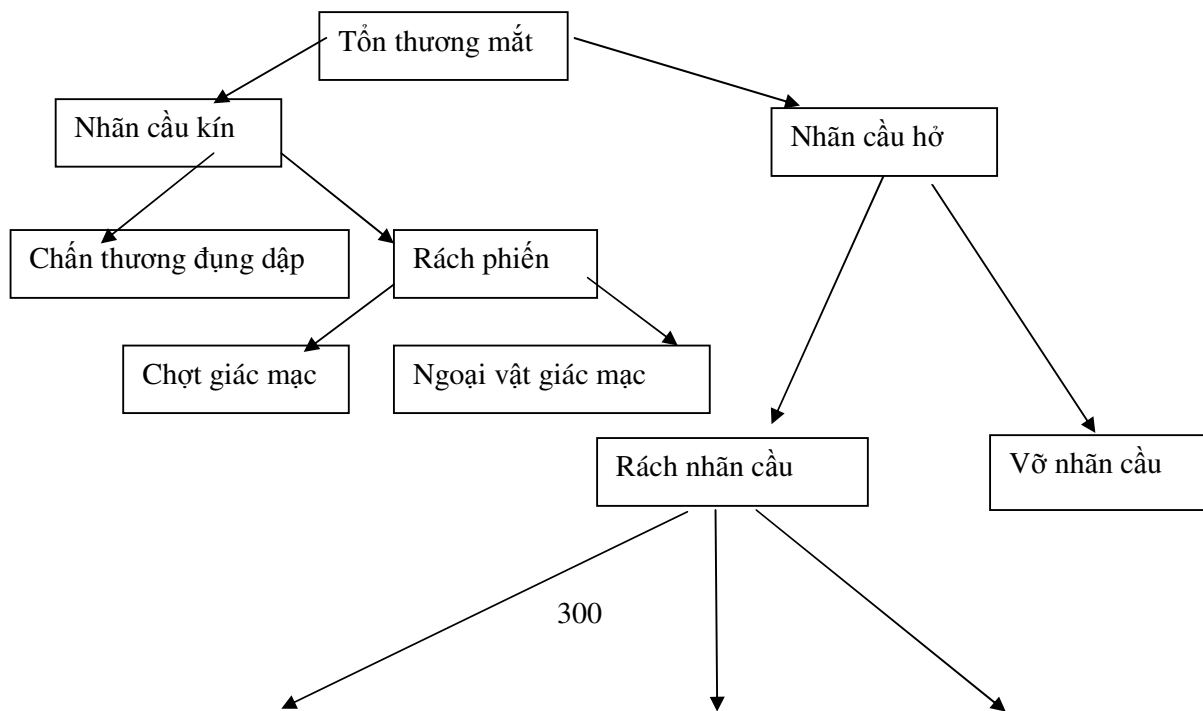 Tổn thương mắt
Nhãn cầu kín
Nhãn cầu hở
Chấn thương đụng dập
Rách phiến
Chợt giác mạc
Ngoại vật giác mạc
Rách nhãn cầu
Vỡ nhãn cầu
300